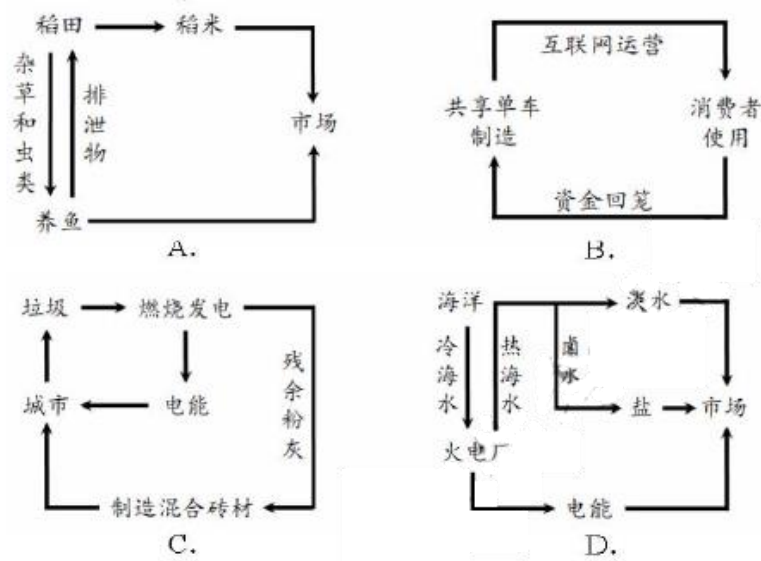 稻田
稻米
杂草和虫类
排泄物
市场
养鱼
A.
互联网运营
共享单车
制造
消费者
使用
资金回笼
B.
垃圾
燃烧发电
残余粉灰
城市
电能
制造混合砖材
C.
海洋
淡水
冷海水
热海水
卤水
盐
市场
火电厂
电能
D.